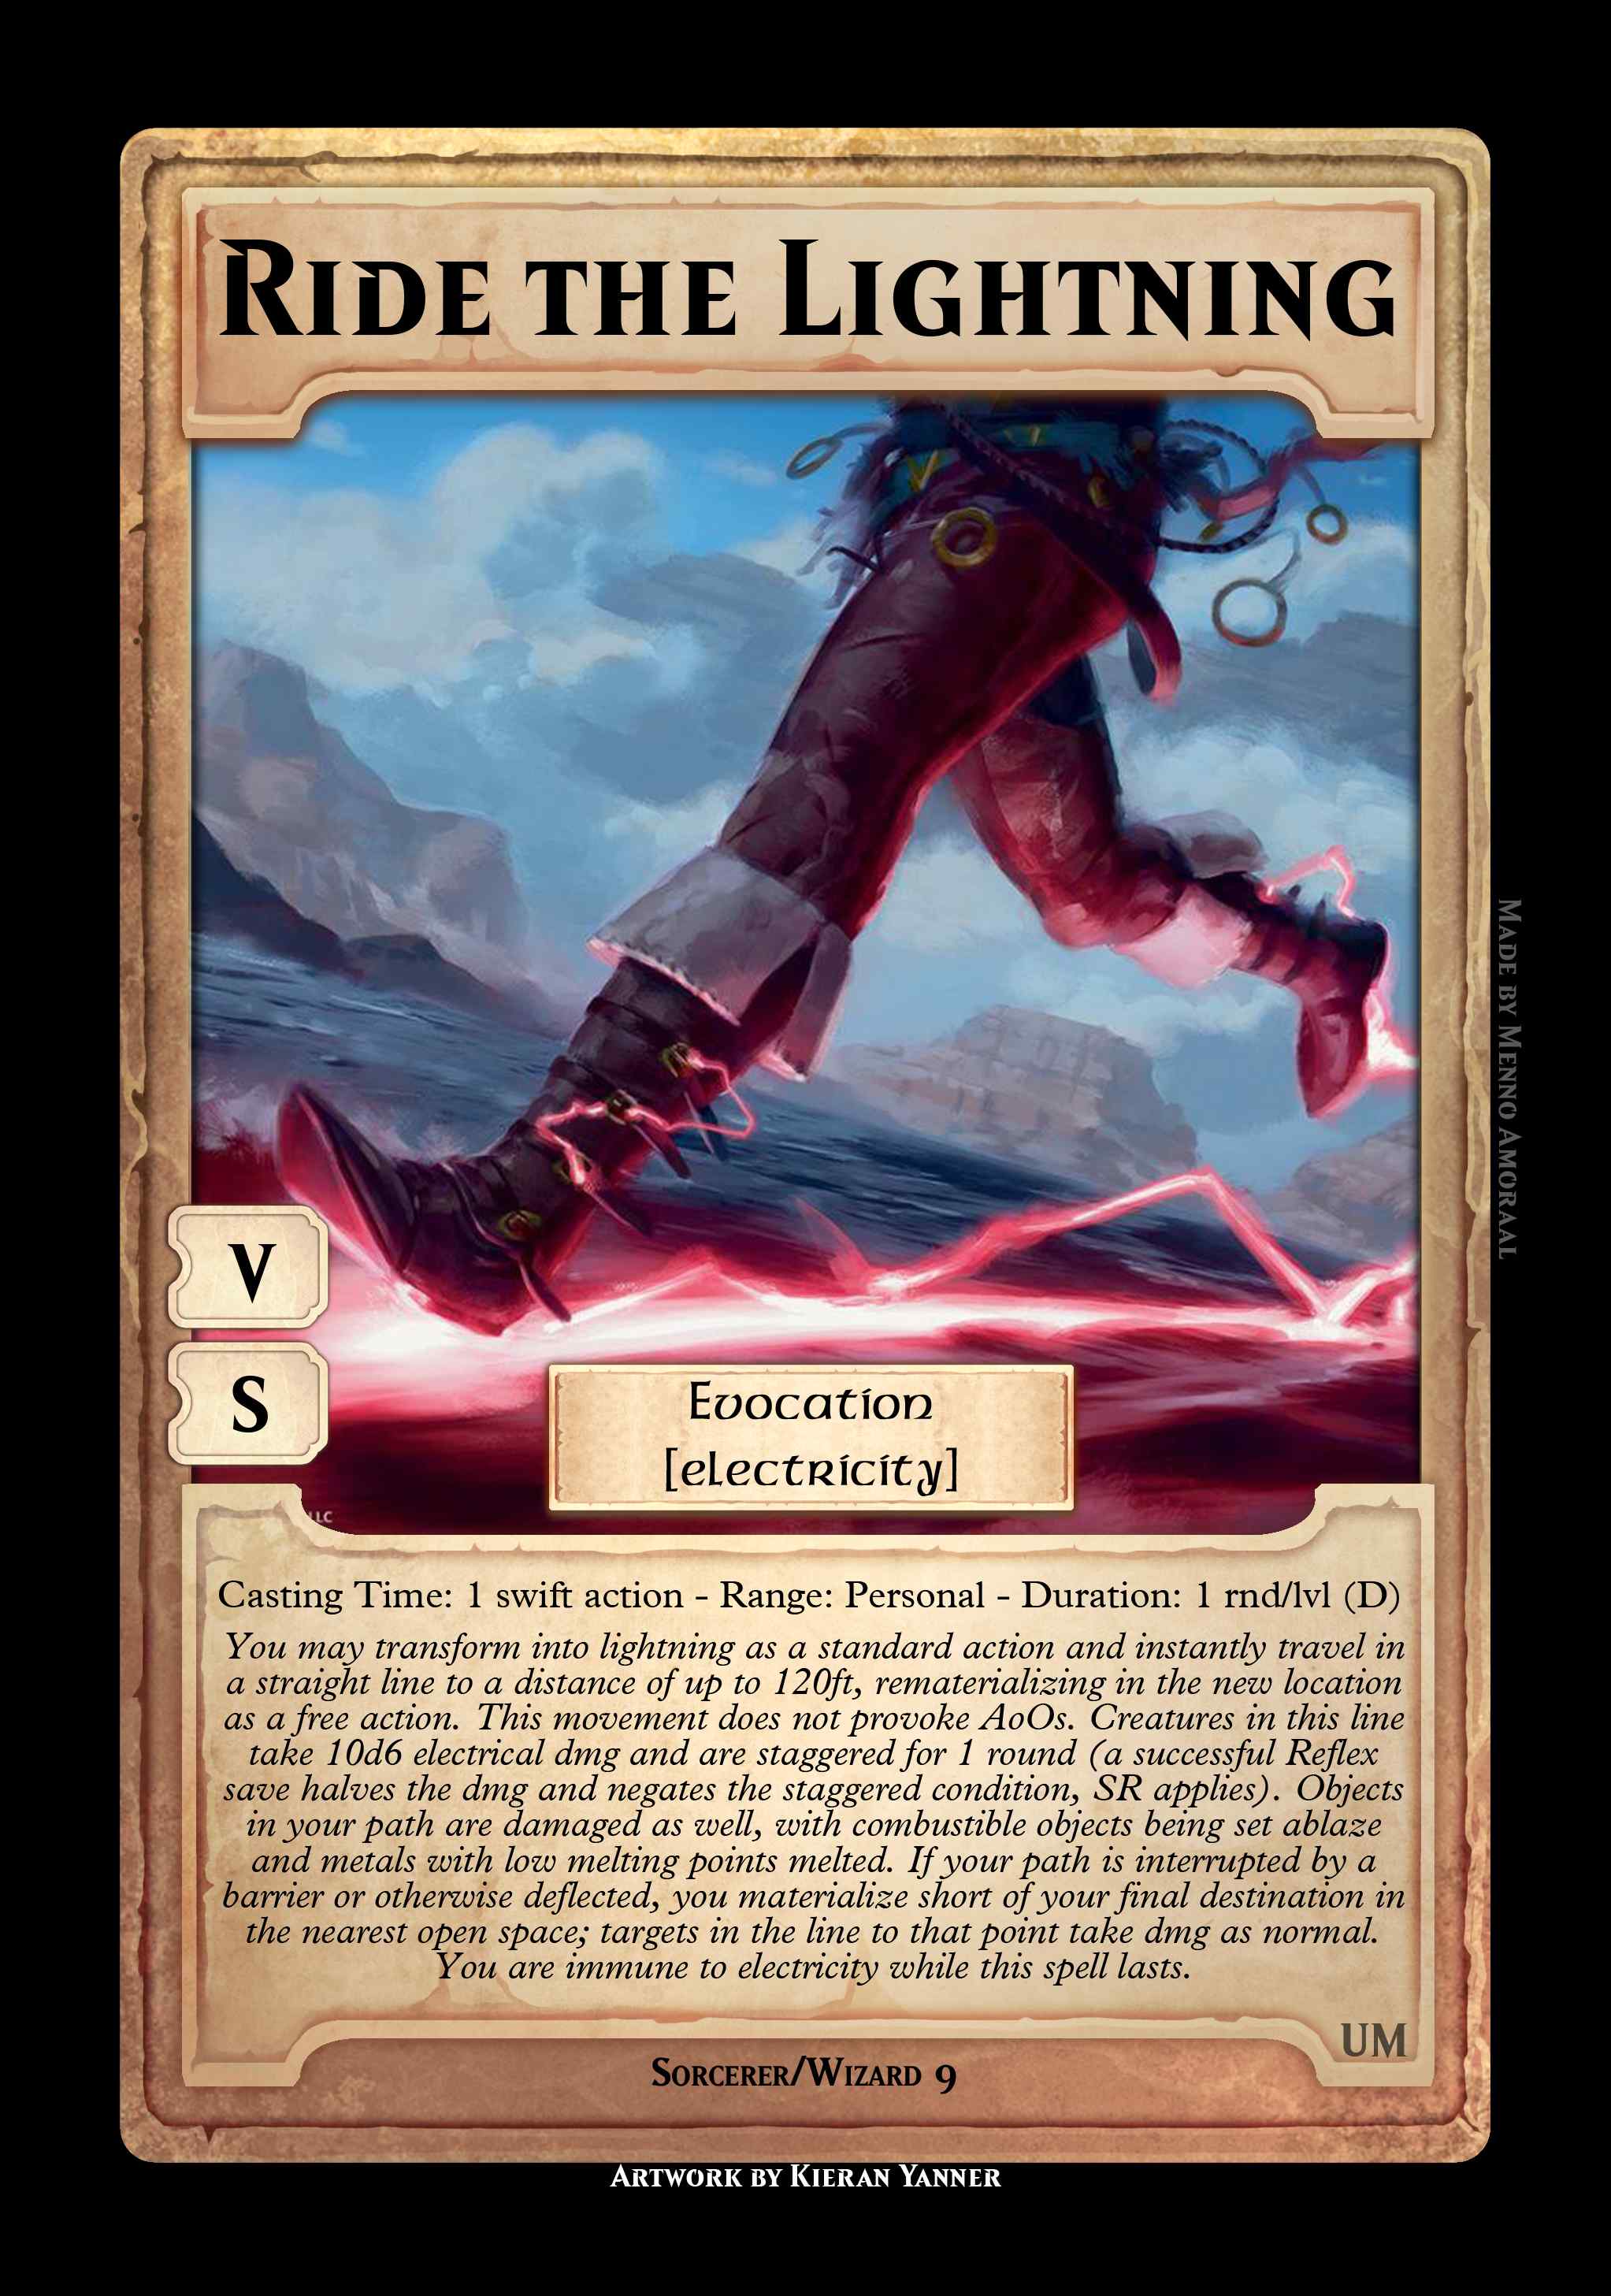 Ride the Lightning
V
S
Evocation
[electricity]
LLC
Casting Time: 1 swift action - Range: Personal - Duration: 1 rnd/lvl (D)
You may transform into lightning as a standard action and instantly travel in
a straight line to a distance of up to 120ft, rematerializing in the new location
as a free action. This movement does not provoke AoOs. Creatures in this line
take 10d6 electrical dmg and are staggered for 1 round (a successful Reflex
save halves the dmg and negates the staggered condition, SR applies). Objects
in your path are damaged as well, with combustible objects being set ablaze
and metals with low melting points melted. If your path is interrupted by a
barrier or otherwise deflected, you materialize short of your final destination in
the nearest open space; targets in the line to that point take dmg as normal.
You are immune to electricity while this spell lasts.
UM
Sorcerer/Wizard 9
Artwork by Kieran Yanner
Made by Menno Amoraal